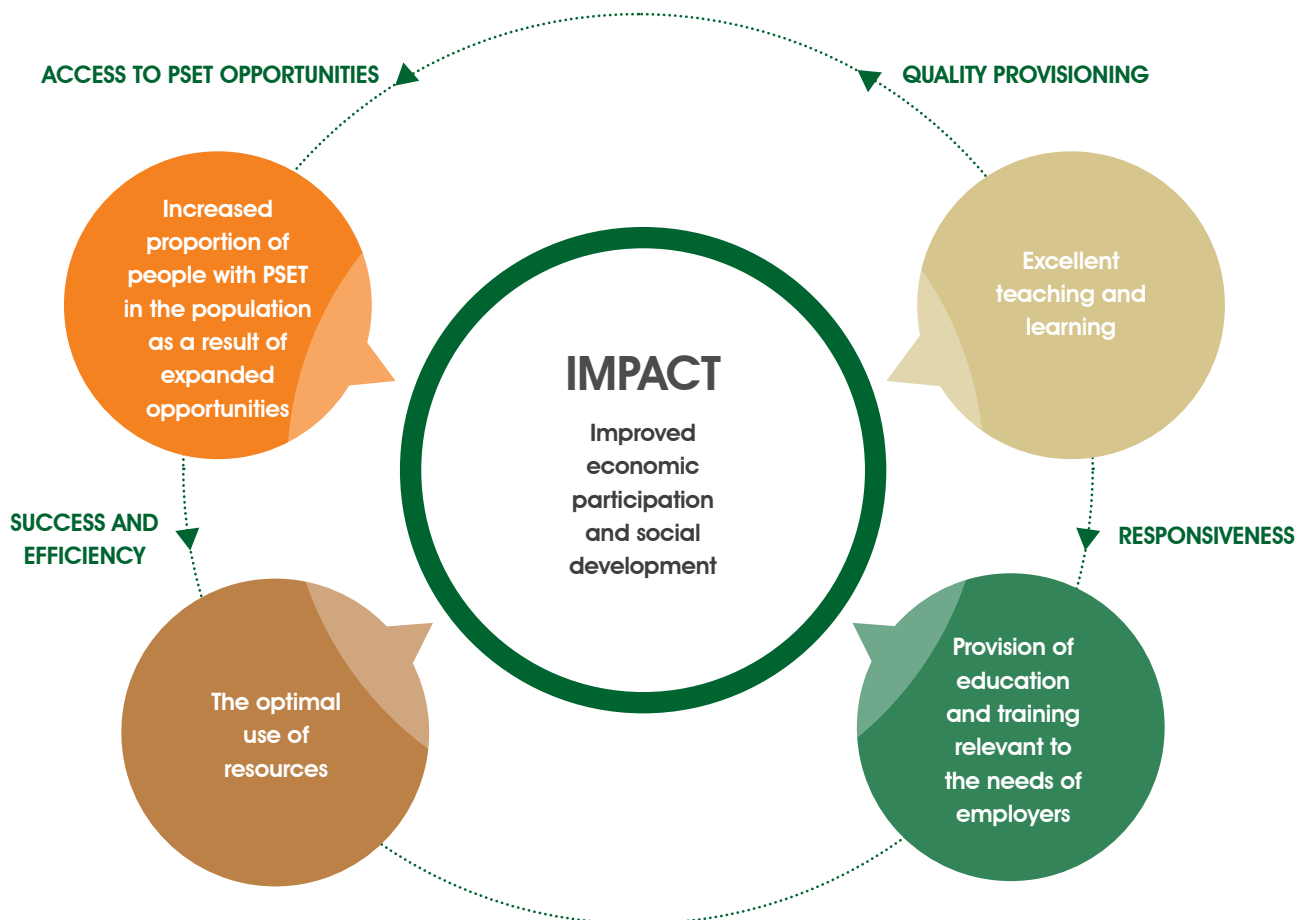 ACCESS TO PSET OPPORTUNITIES
QUALITY PROVISIONING
Increased
proportion of
people with PSET
in the population
as a result of
expanded
opportunities
Excellent
teaching and
learning
IMPACT
Improved
economic
participation
and social
development
SUCCESS AND
EFFICIENCY
RESPONSIVENESS
The optimal
use of
resources
Provision of
education
and training
relevant to
the needs of
employers